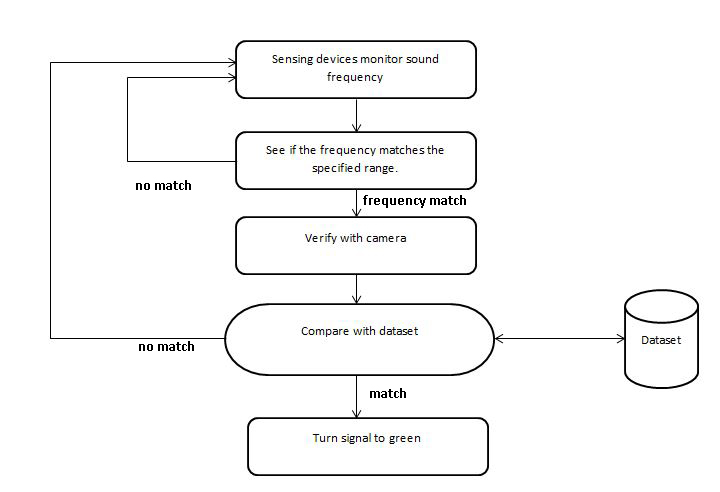 Sensing devices monitor sound
frequency
See if the frequency matches the
specified range.
no match
frequency match
Verify with camera
Compare with dataset
Dataset
no match
match
Turn signal to green